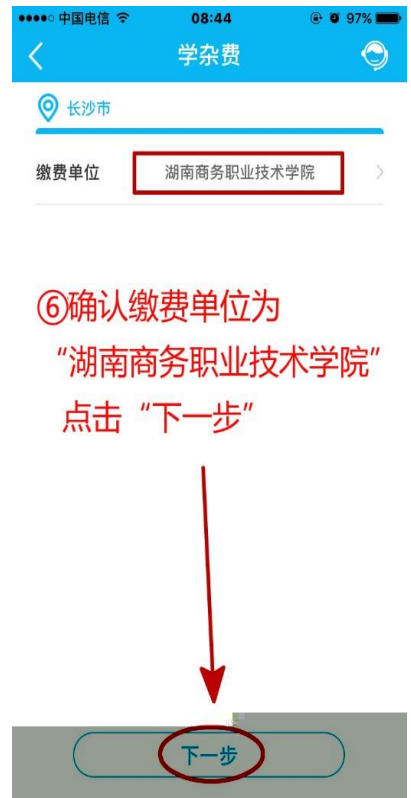 中国电信 08:44 97%
学杂费
长沙市
缴费单位 湖南商务职业技术学院
⑥确认缴费单位为
“湖南商务职业技术学院”
点击“下一步”
下一步